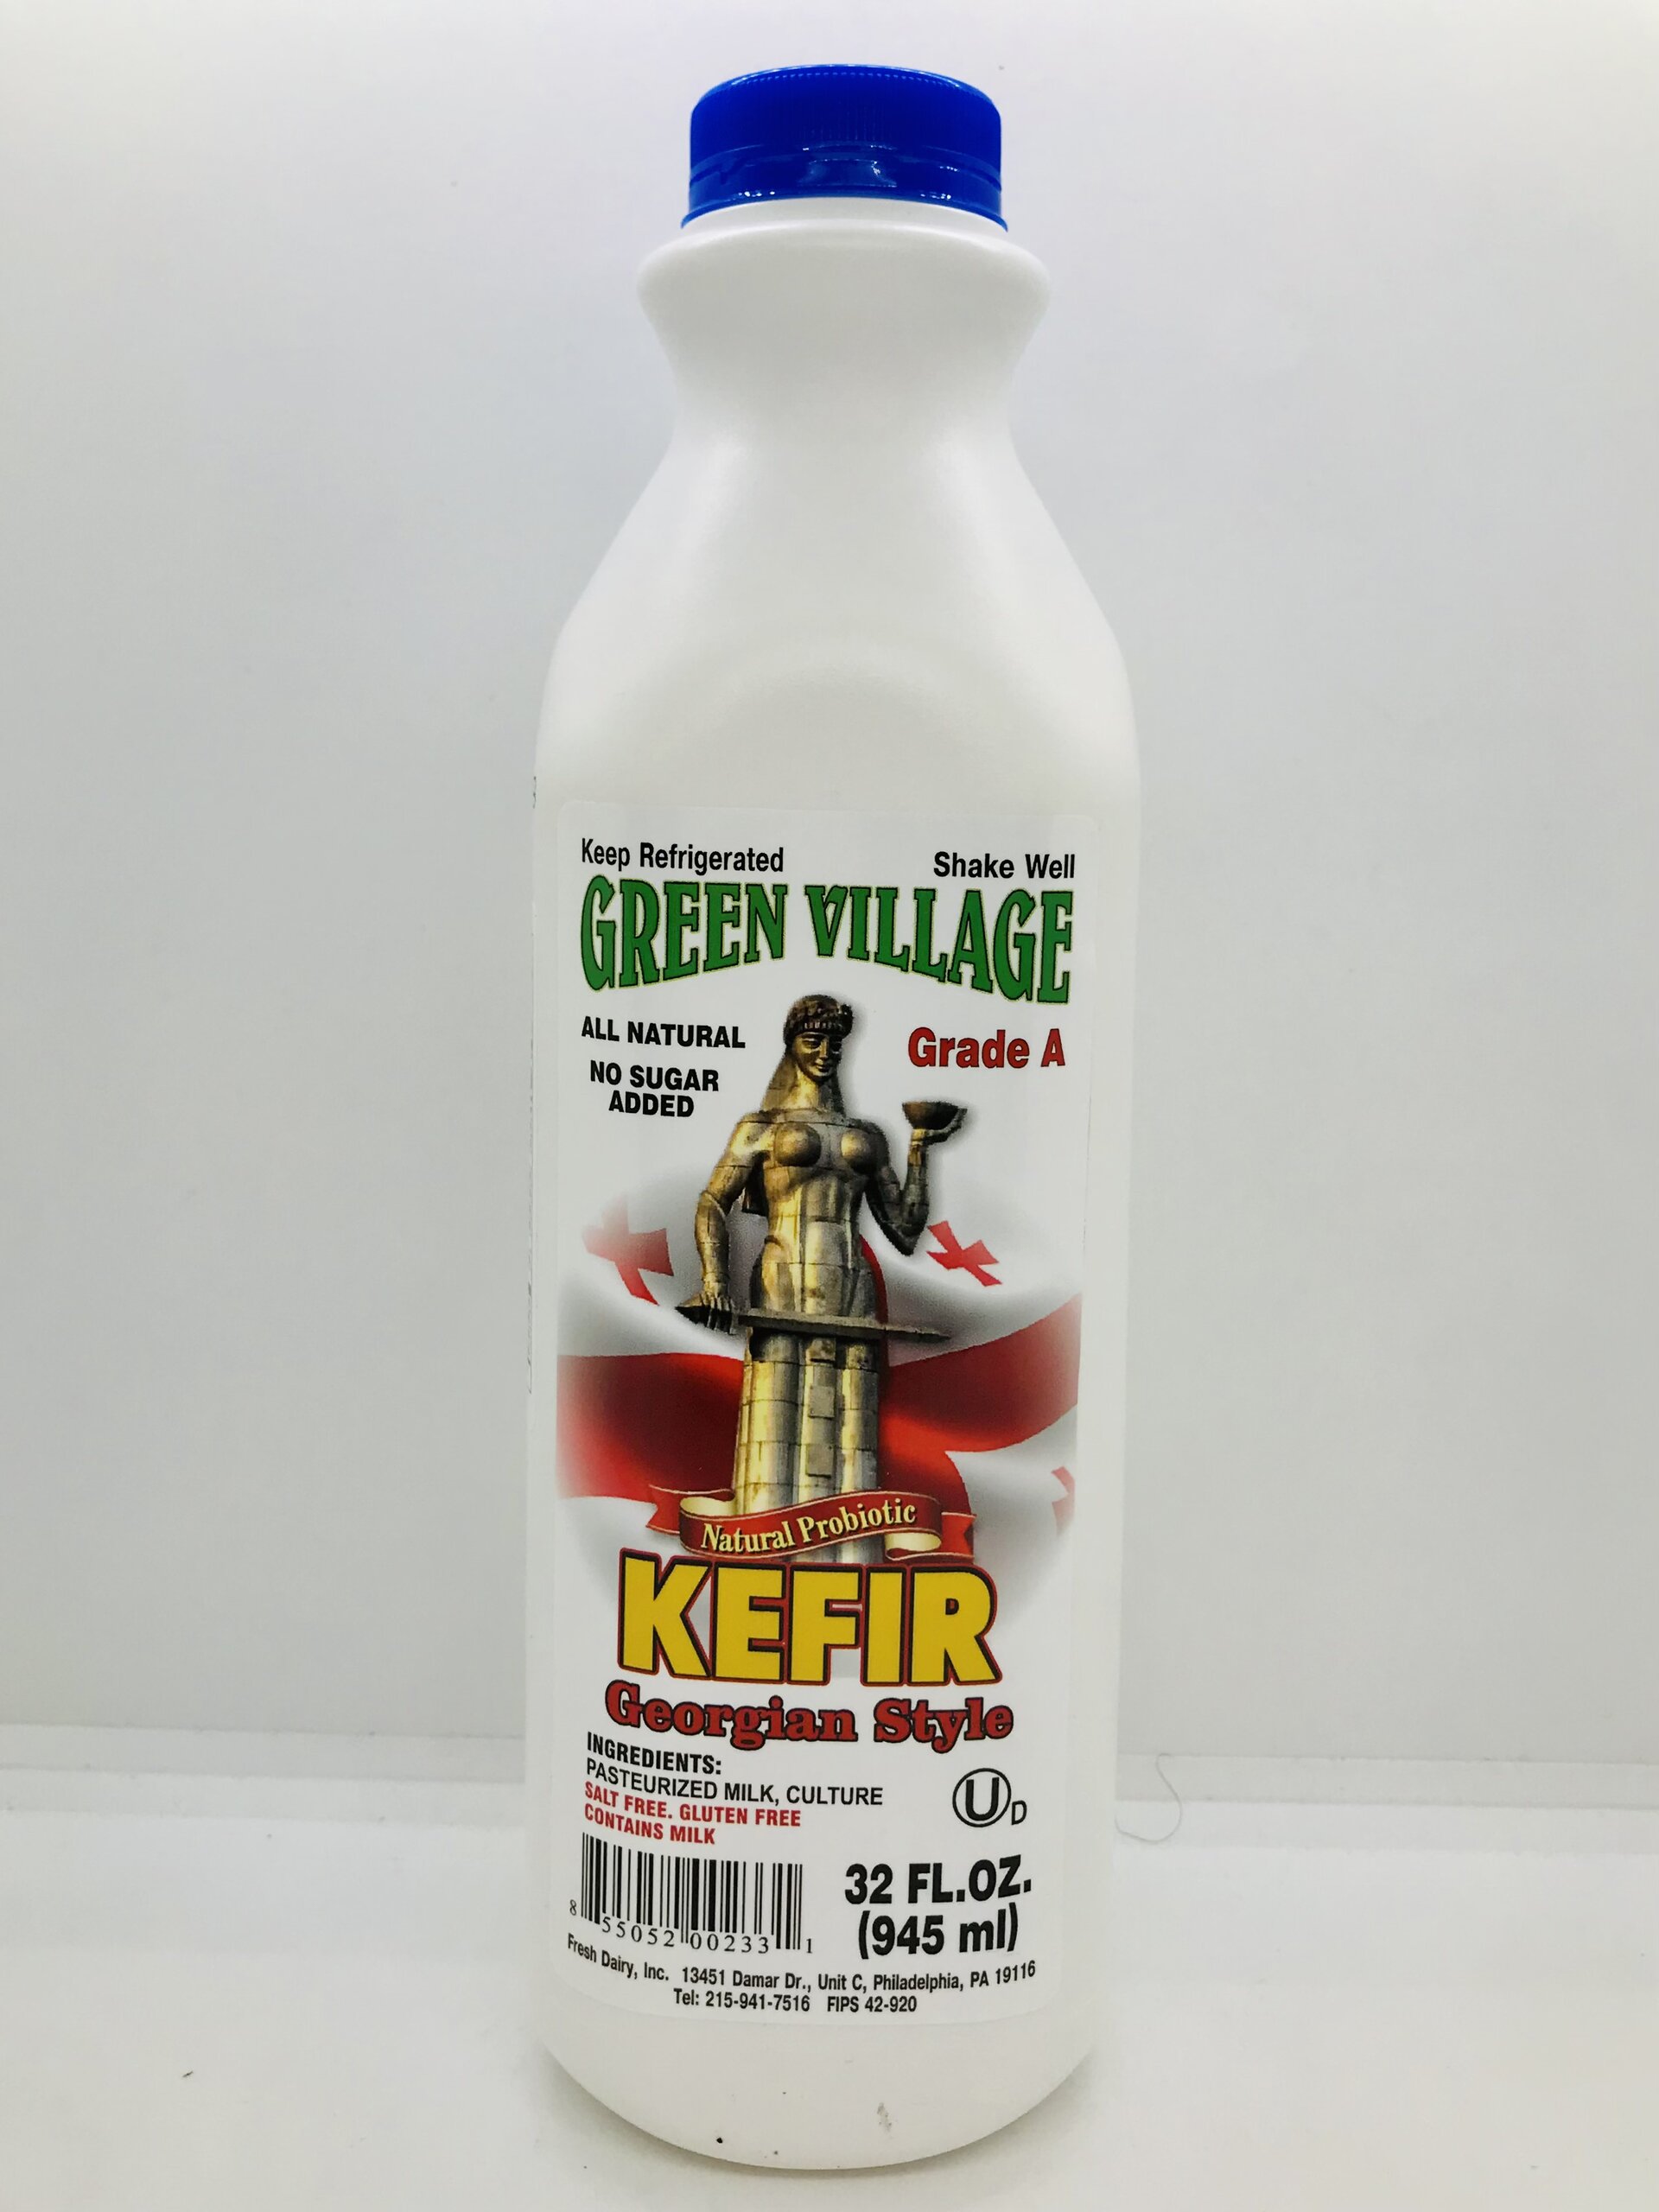 Keep Refrigerated
Shake Well
GREEN VILLAGE
ALL NATURAL
Grade A
NO SUGAR
ADDED
Natural Probiotic
KEFIR
Georgian Style
INGREDIENTS:
PASTEURIZED MILK, CULTURE
SALT FREE. GLUTEN FREE
CONTAINS MILK
U D
32 FL.OZ.
(945 ml)
8 55052 00233 1
Fresh Dairy, Inc. 13451 Damar Dr., Unit C, Philadelphia, PA 19116
Tel: 215-941-7516 FIPS 42-920